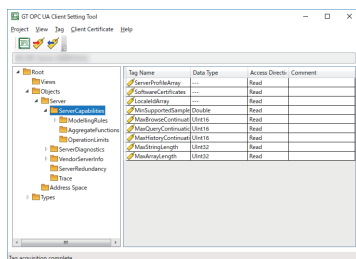 GT OPC UA Client Setting Tool
Project View Tag Client Certificate Help
Root
Views
Objects
Server
ServerCapabilities
ModellingRules
AggregateFunctions
OperationLimits
ServerDiagnostics
VendorServerInfo
ServerRedundancy
Trace
Address Space
Types
Tag Name Data Type Access Directi Comment
ServerProfileArray --- Read
SoftwareCertificates --- Read
LocaleIdArray --- Read
MinSupportedSample Double Read
MaxBrowseContinuati UInt16 Read
MaxQueryContinuati UInt16 Read
MaxHistoryContinuati UInt16 Read
MaxStringLength UInt32 Read
MaxArrayLength UInt32 Read
Tag acquisition complete